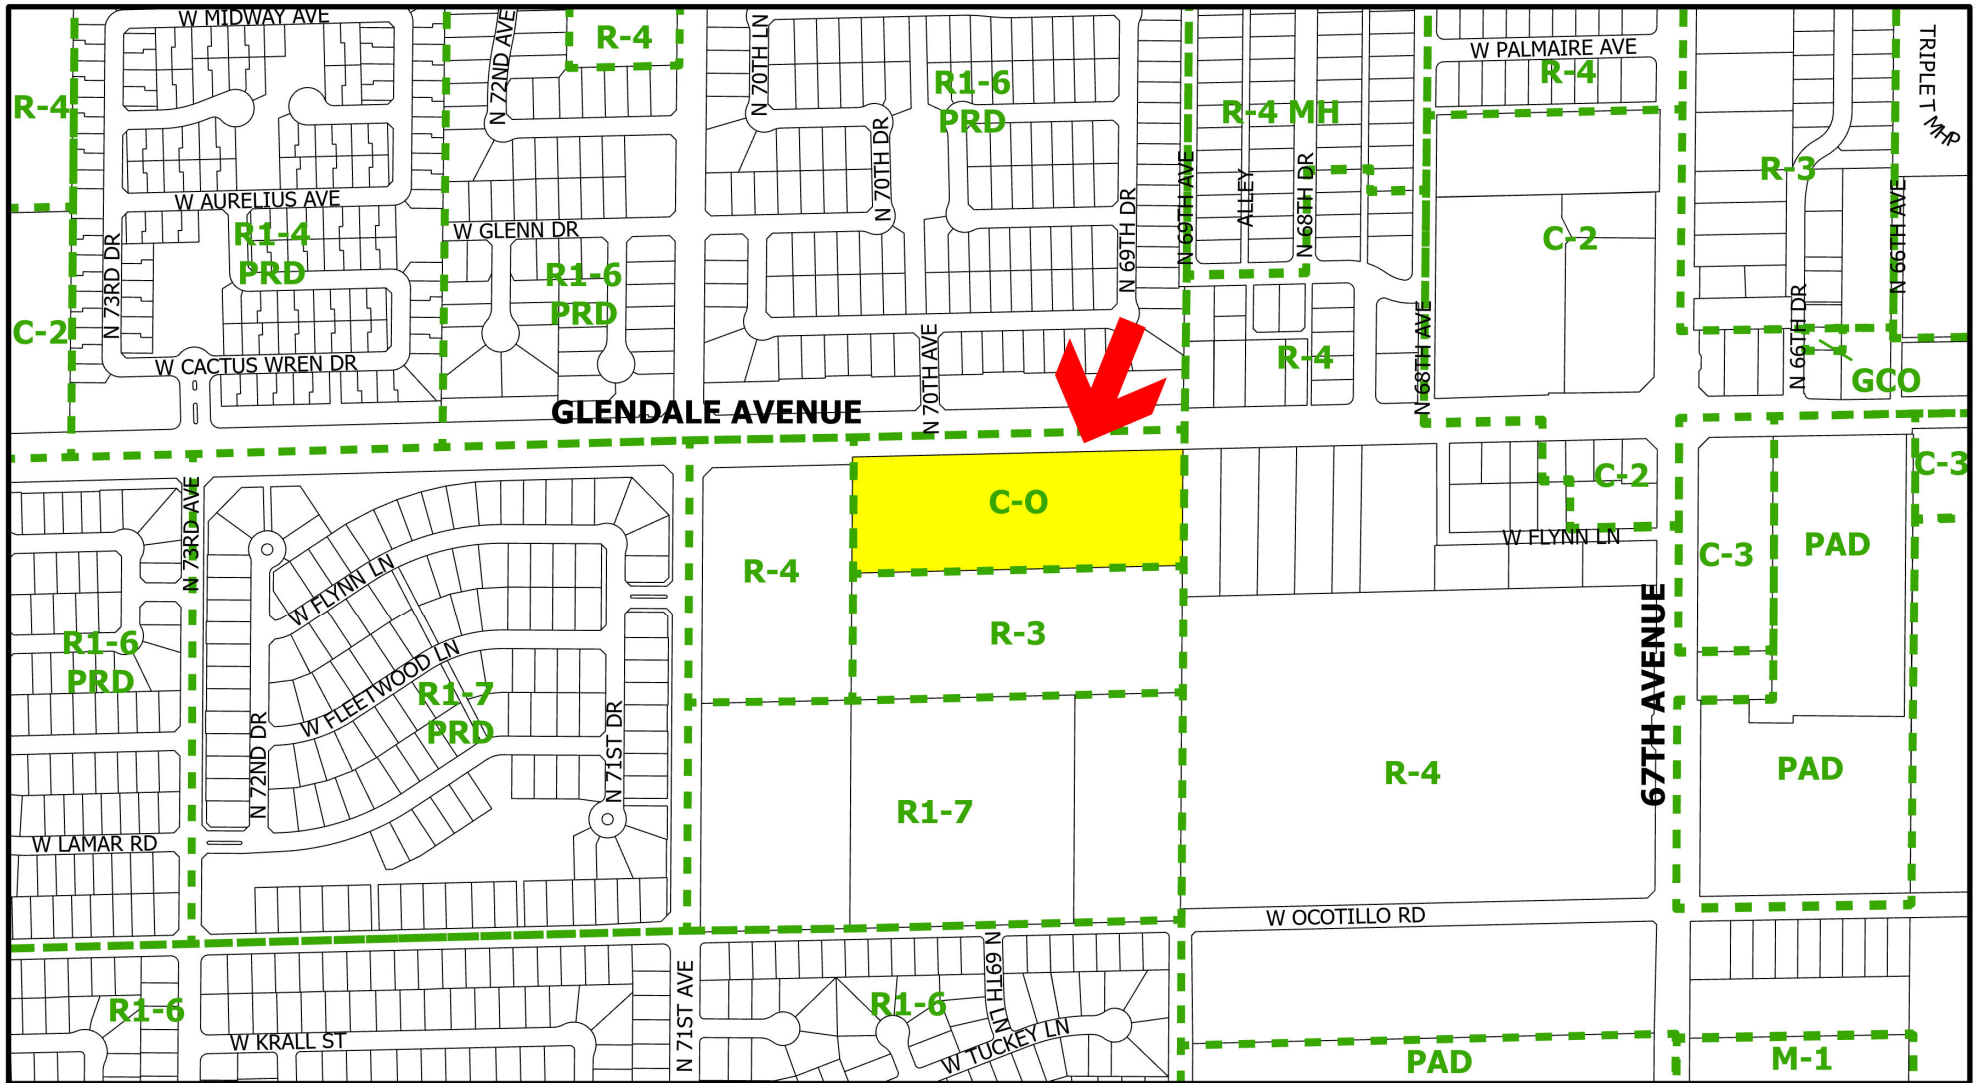 W MIDWAY AVE
N 72ND AVE
R-4
N 70TH LN
R1-6
PRD
W PALMAIRE AVE
R-4
TRIPLET MHP
R-4
R-4 MH
N 70TH DR
N 69TH AVE
ALLEY
N 68TH DR
R-3
W AURELIUS AVE
R1-4
PRD
W GLENN DR
R1-6
PRD
N 69TH DR
C-2
N 66TH AVE
N 73RD DR
C-2
W CACTUS WREN DR
N 70TH AVE
R-4
N 68TH AVE
N 66TH DR
GCO
GLENDALE AVENUE
C-O
C-2
C-3
N 73RD AVE
W FLYNN LN
R-4
W FLYNN LN
C-3
PAD
R1-6
PRD
W FLEETWOOD LN
R1-7
PRD
R-3
67TH AVENUE
N 72ND DR
N 71ST DR
R1-7
R-4
PAD
W LAMAR RD
W OCOTILLO RD
R1-6
W KRALL ST
N 71ST AVE
R1-6
N 69TH LN
W TUCKEY LN
PAD
M-1